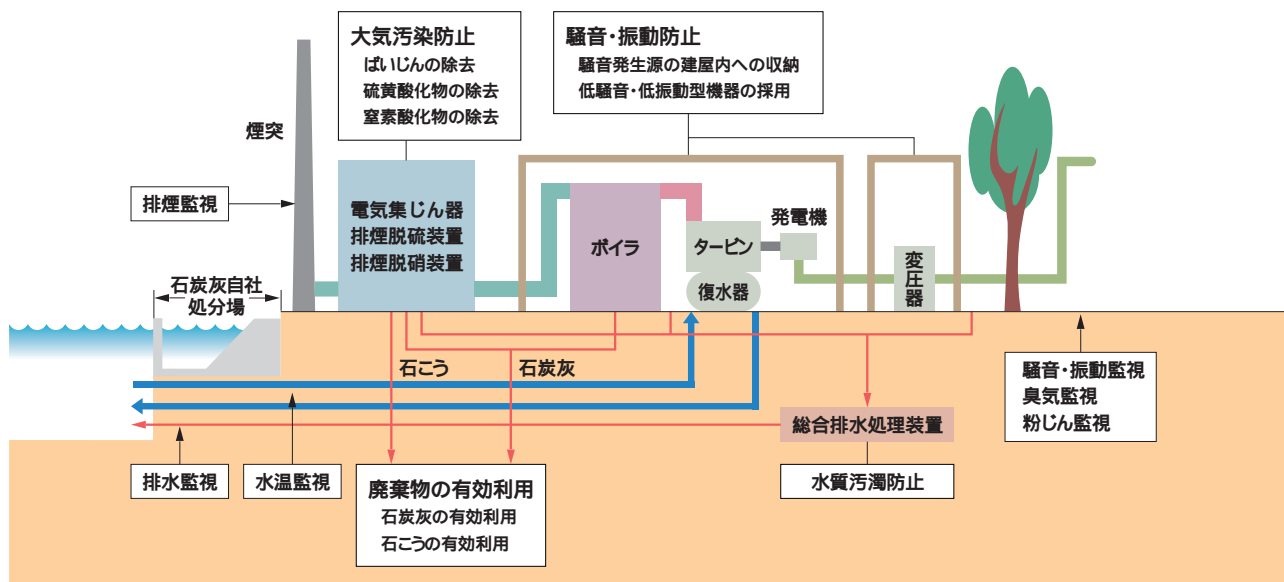 大気汚染防止
ばいじんの除去
硫黄酸化物の除去
窒素酸化物の除去
騒音・振動防止
騒音発生源の建屋内への収納
低騒音・低振動型機器の採用
煙突
排煙監視
電気集じん器
排煙脱硫装置
排煙脱硝装置
ボイラ
タービン
復水器
発電機
変圧器
石炭灰自社
処分場
石こう
石炭灰
騒音・振動監視
臭気監視
粉じん監視
総合排水処理装置
水質汚濁防止
排水監視
水温監視
廃棄物の有効利用
石炭灰の有効利用
石こうの有効利用